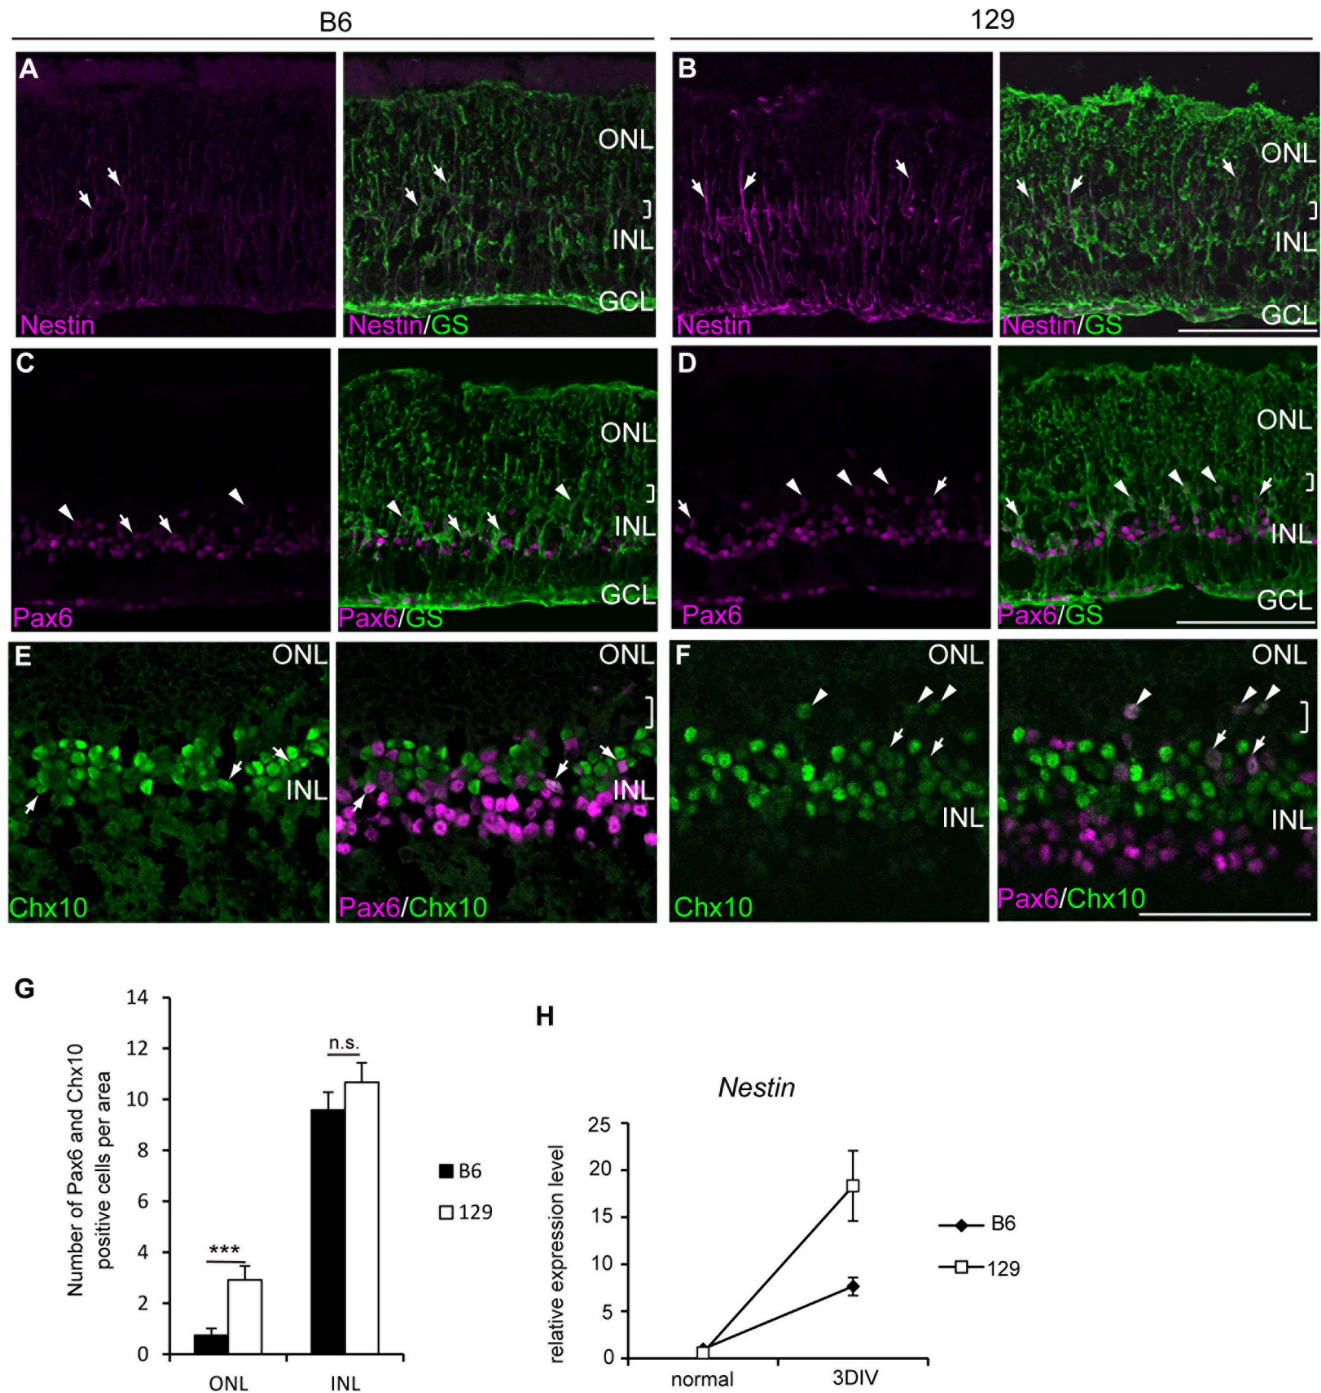 B6
129
A
ONL
INL
GCL
Nestin
Nestin/GS
B
ONL
INL
GCL
Nestin
Nestin/GS
C
ONL
INL
GCL
Pax6
Pax6/GS
D
ONL
INL
GCL
Pax6
Pax6/GS
E
ONL
ONL
INL
INL
Chx10
Pax6/Chx10
F
ONL
ONL
INL
INL
Chx10
Pax6/Chx10
G
Number of Pax6 and Chx10
positive cells per area
14
12
10
8
6
4
2
0
***
n.s.
ONL
INL
B6
129
H
Nestin
relative expression level
25
20
15
10
5
0
normal
3DIV
B6
129